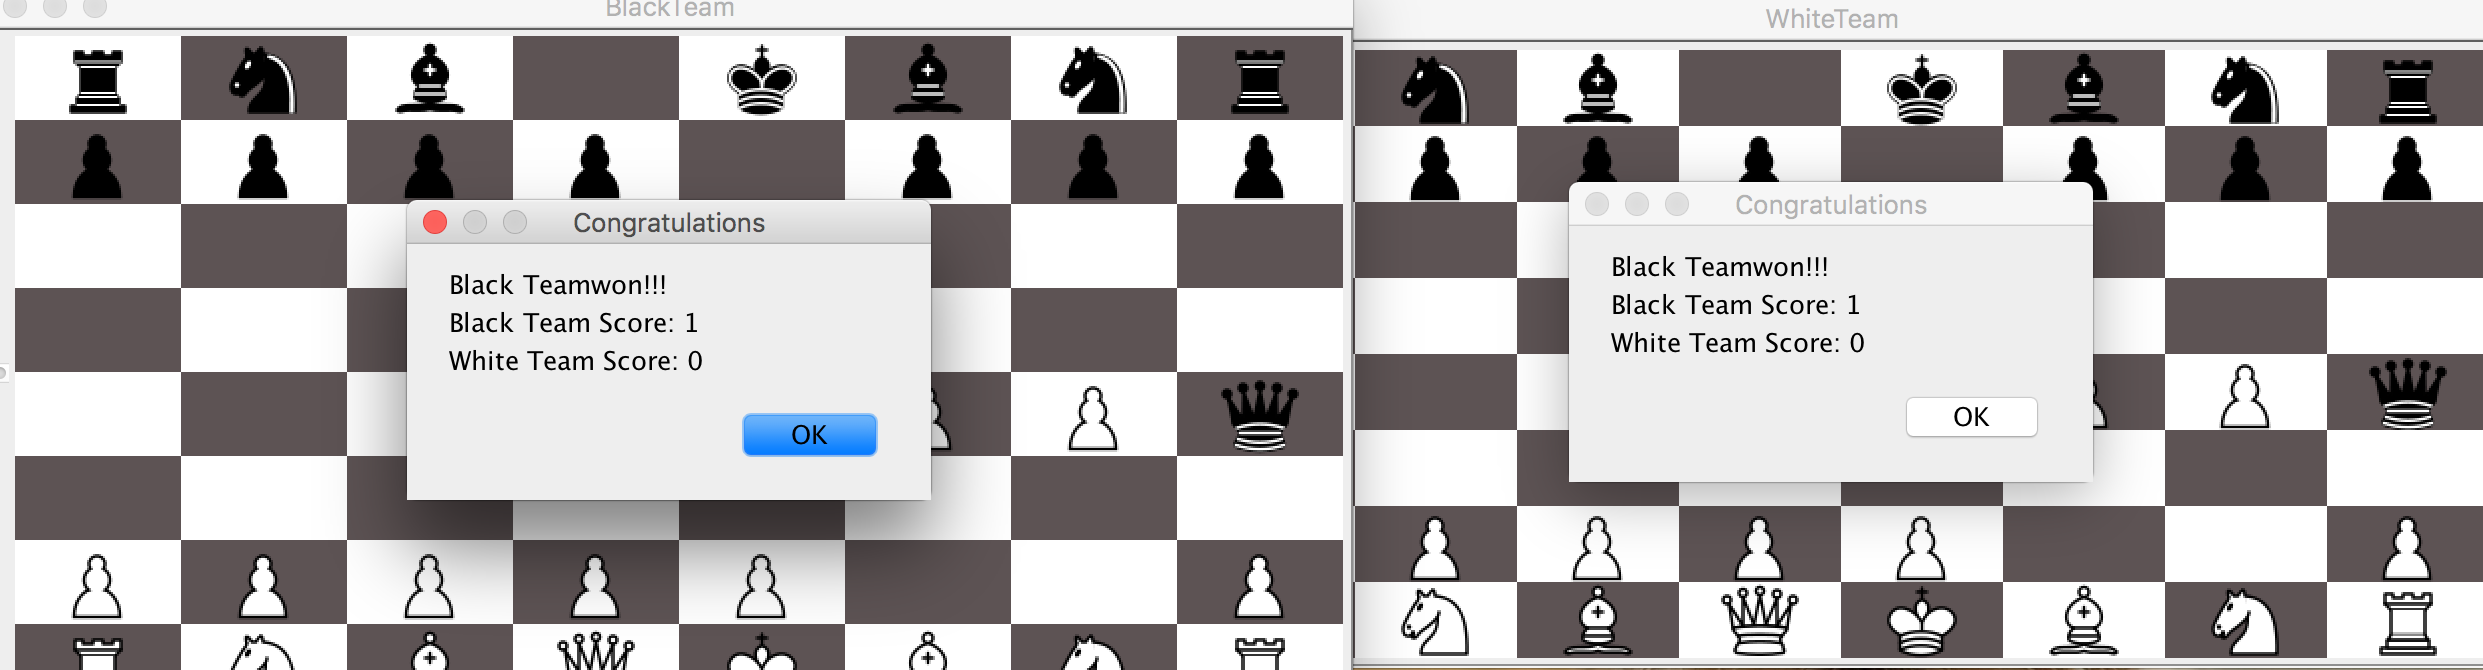 BlackTeam
WhiteTeam
Congratulations
Black Teamwon!!!
Black Team Score: 1
White Team Score: 0
OK
Congratulations
Black Teamwon!!!
Black Team Score: 1
White Team Score: 0
OK